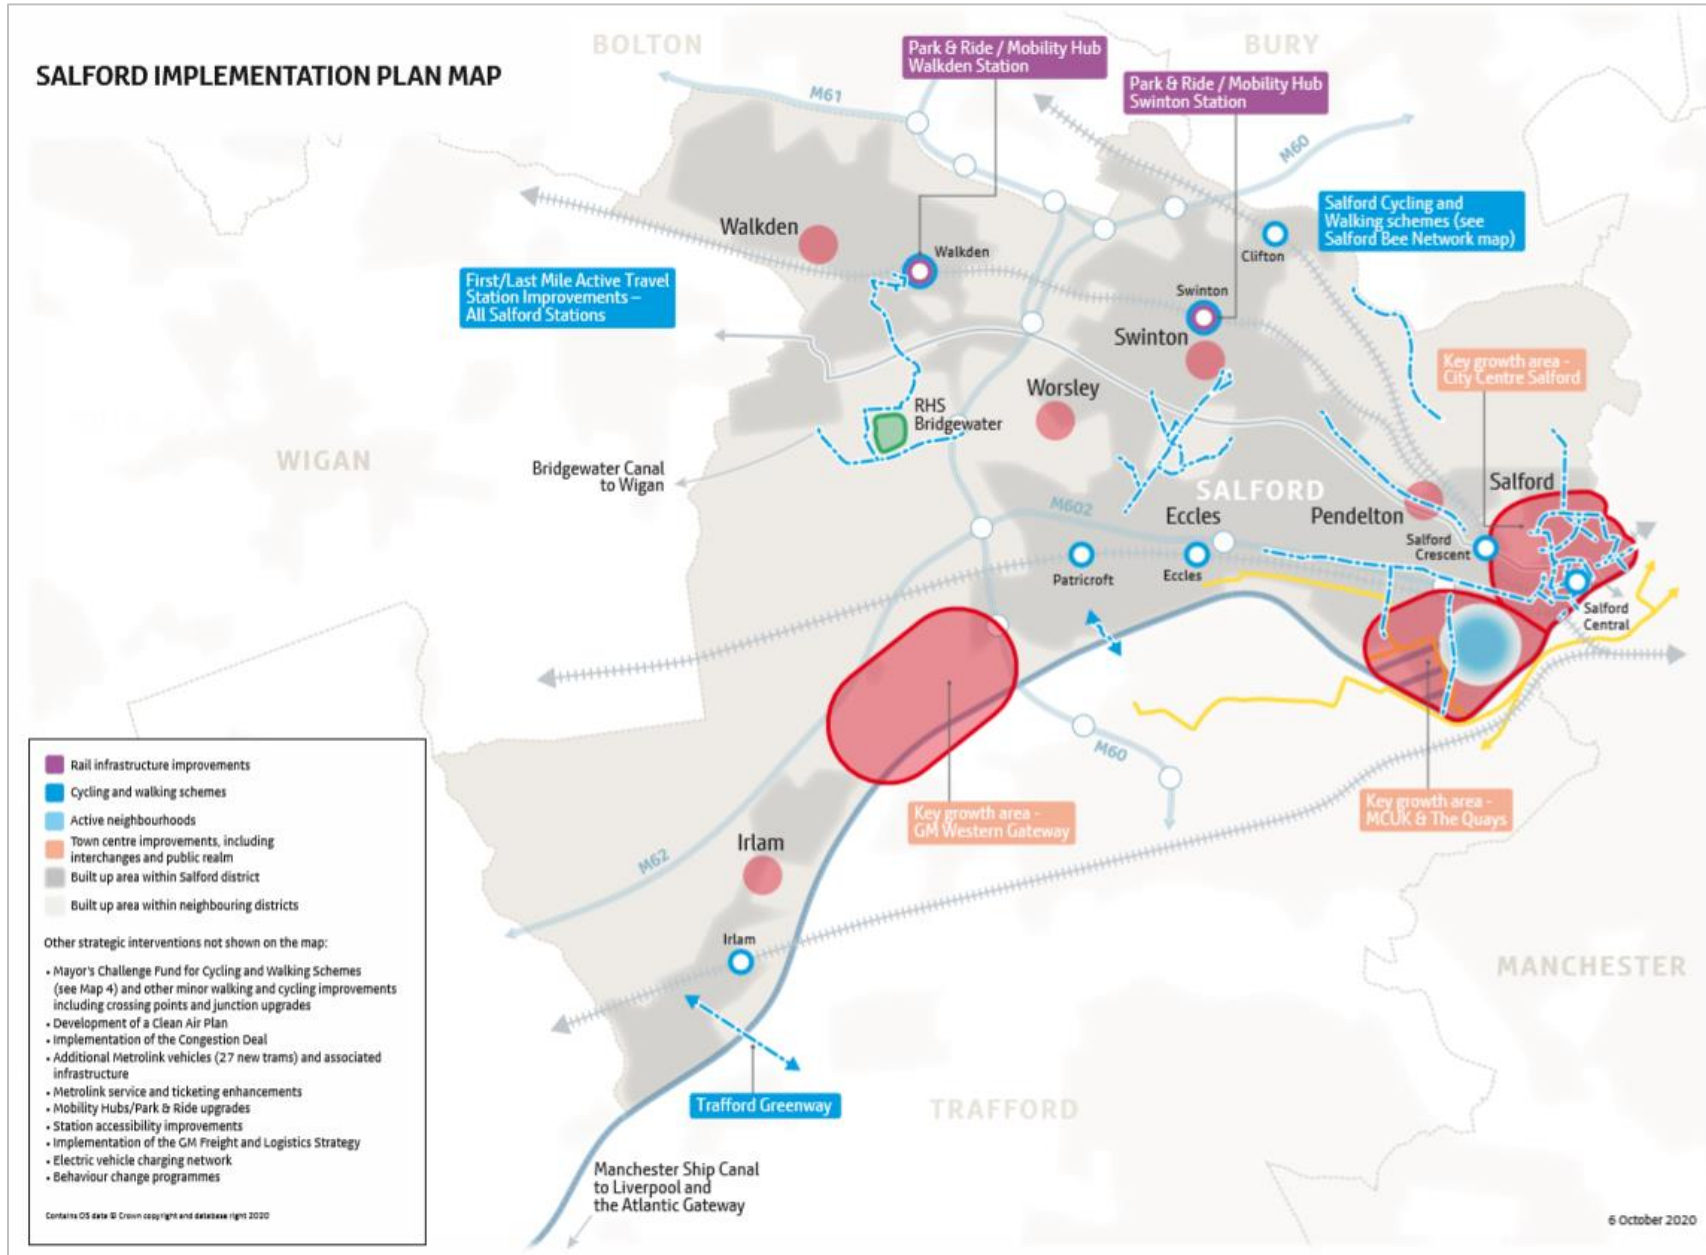 SALFORD IMPLEMENTATION PLAN MAP
BOLTON
BURY
Park & Ride / Mobility Hub
Walkden Station
Park & Ride / Mobility Hub
Swinton Station
M61
M60
Salford Cycling and
Walking schemes (see
Salford Bee Network map)
Walkden
Walkden
Clifton
First/Last Mile Active Travel
Station Improvements –
All Salford Stations
Swinton
Swinton
Key growth area -
City Centre Salford
Worsley
RHS
Bridgewater
WIGAN
Bridgewater Canal
to Wigan
SALFORD
Salford
M602
Eccles
Pendelton
Salford
Crescent
Patricroft
Eccles
Salford
Central
M60
Key growth area -
GM Western Gateway
Key growth area -
MCUK & The Quays
M62
Irlam
Irlam
MANCHESTER
Trafford Greenway
TRAFFORD
Manchester Ship Canal
to Liverpool and
the Atlantic Gateway
Rail infrastructure improvements
Cycling and walking schemes
Active neighbourhoods
Town centre improvements, including
interchanges and public realm
Built up area within Salford district
Built up area within neighbouring districts
Other strategic interventions not shown on the map:
• Mayor's Challenge Fund for Cycling and Walking Schemes
(see Map 4) and other minor walking and cycling improvements
including crossing points and junction upgrades
• Development of a Clean Air Plan
• Implementation of the Congestion Deal
• Additional Metrolink vehicles (27 new trams) and associated
infrastructure
• Metrolink service and ticketing enhancements
• Mobility Hubs/Park & Ride upgrades
• Station accessibility improvements
• Implementation of the GM Freight and Logistics Strategy
• Electric vehicle charging network
• Behaviour change programmes
Contains OS data © Crown copyright and database right 2020
6 October 2020